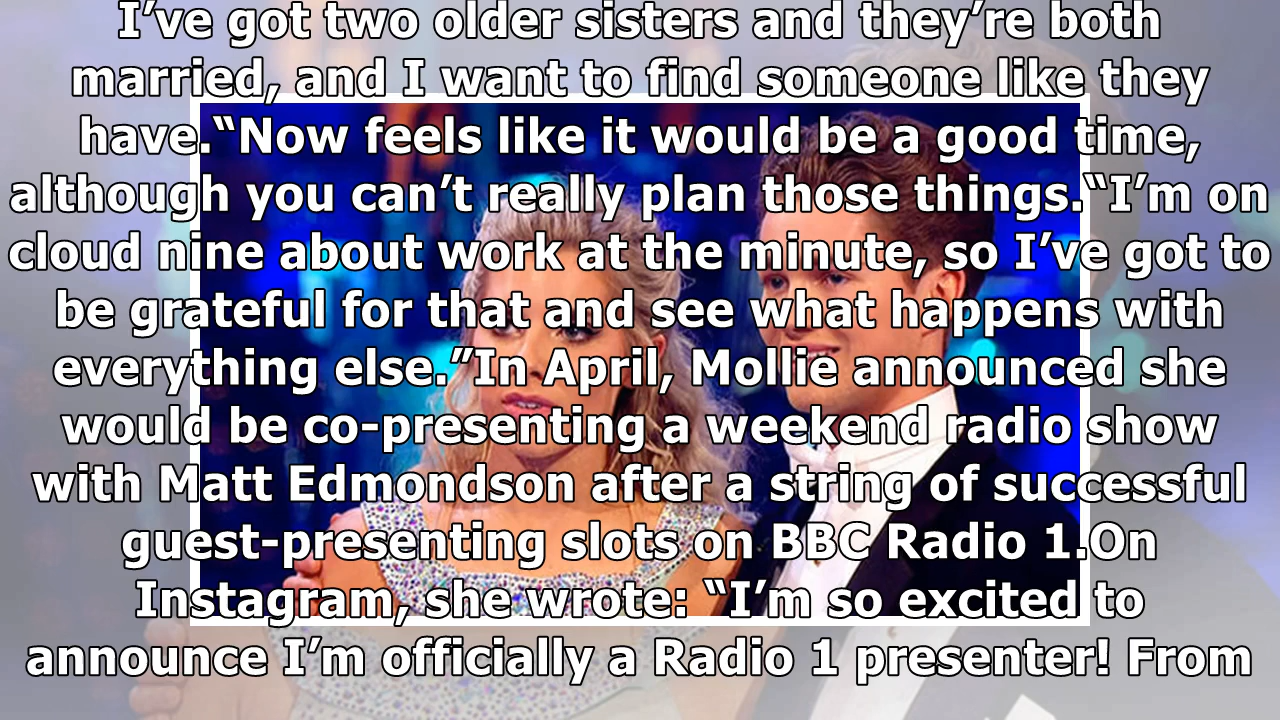 I’ve got two older sisters and they’re both
married, and I want to find someone like they
have.“Now feels like it would be a good time,
although you can’t really plan those things.“I’m on
cloud nine about work at the minute, so I’ve got to
be grateful for that and see what happens with
everything else.”In April, Mollie announced she
would be co-presenting a weekend radio show
with Matt Edmondson after a string of successful
guest-presenting slots on BBC Radio 1.On
Instagram, she wrote: “I’m so excited to
announce I’m officially a Radio 1 presenter! From